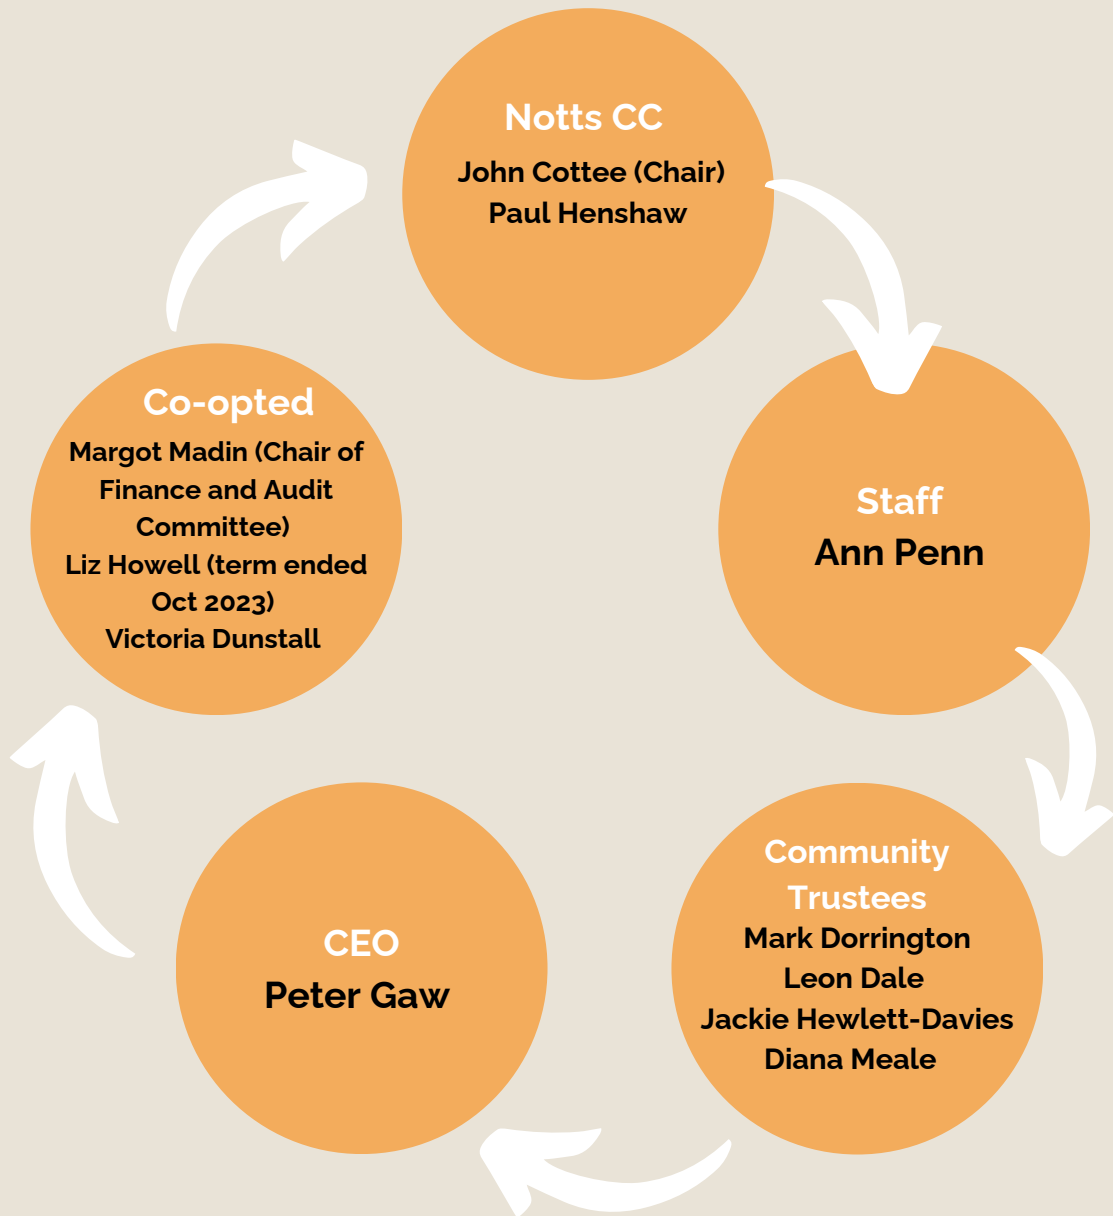 Notts CC
John Cottee (Chair)
Paul Henshaw
Staff
Ann Penn
Community
Trustees
Mark Dorrington
Leon Dale
Jackie Hewlett-Davies
Diana Meale
CEO
Peter Gaw
Co-opted
Margot Madin (Chair of
Finance and Audit
Committee)
Liz Howell (term ended
Oct 2023)
Victoria Dunstall